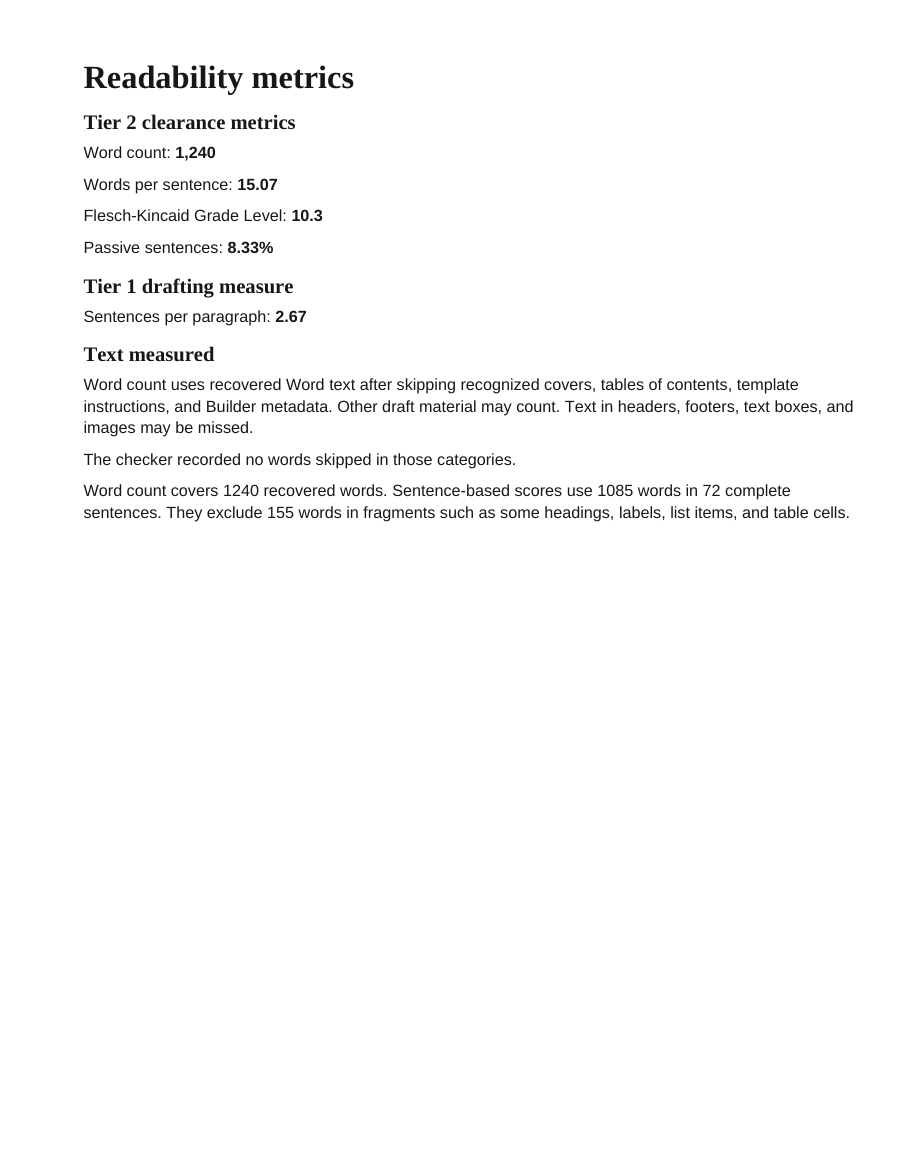 Readability metrics
Tier 2 clearance metrics
Word count: 1,240
Words per sentence: 15.07
Flesch-Kincaid Grade Level: 10.3
Passive sentences: 8.33%
Tier 1 drafting measure
Sentences per paragraph: 2.67
Text measured
Word count uses recovered Word text after skipping recognized covers, tables of contents, template
instructions, and Builder metadata. Other draft material may count. Text in headers, footers, text boxes, and
images may be missed.
The checker recorded no words skipped in those categories.
Word count covers 1240 recovered words. Sentence-based scores use 1085 words in 72 complete
sentences. They exclude 155 words in fragments such as some headings, labels, list items, and table cells.